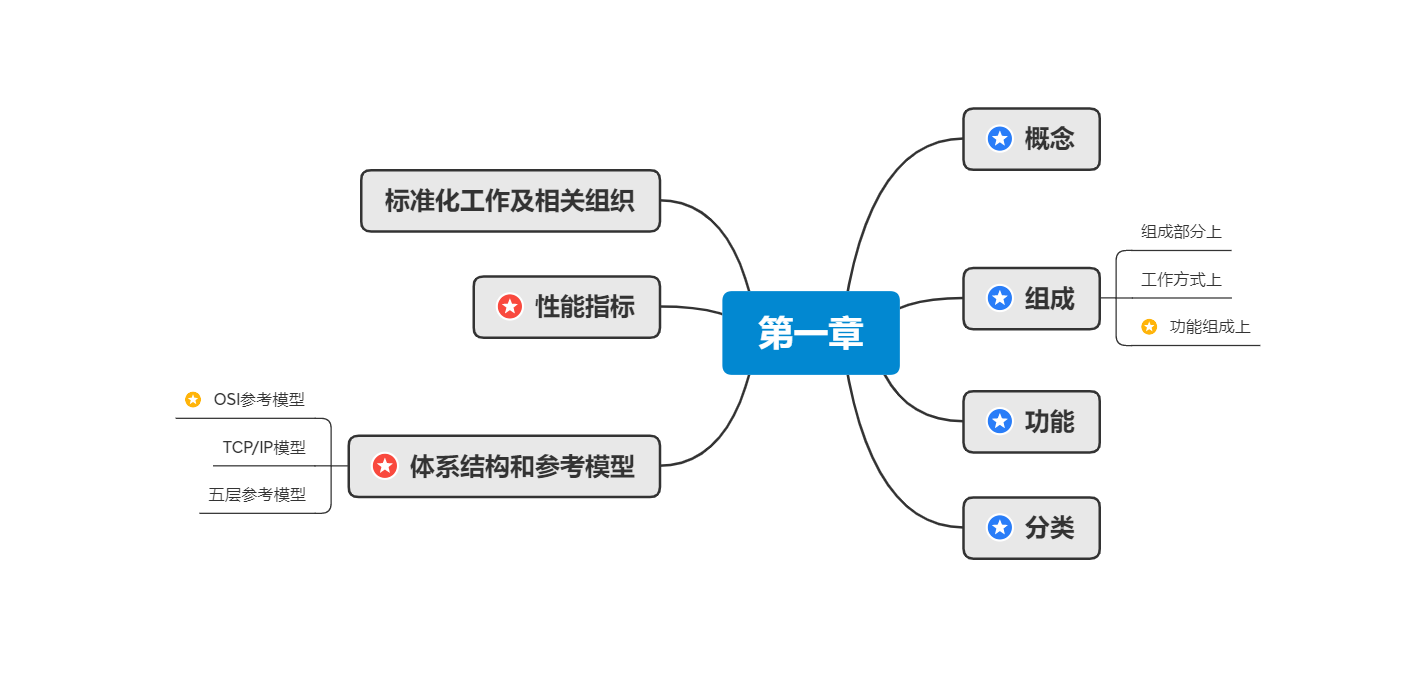 第一章
概念
组成
组成部分上
工作方式上
功能组成上
功能
分类
标准化工作及相关组织
性能指标
体系结构和参考模型
OSI参考模型
TCP/IP模型
五层参考模型